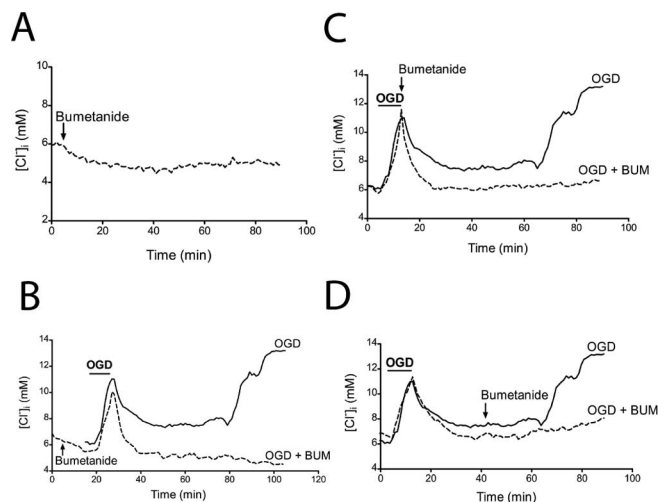 A
10
8
6
4
2
0 20 40 60 80 100
[Cl⁻]i (mM)
Time (min)
Bumetanide
B
14
12
10
8
6
4
0 20 40 60 80 100 120
[Cl⁻]i (mM)
Time (min)
OGD
Bumetanide
OGD
OGD + BUM
C
14
12
10
8
6
4
0 20 40 60 80 100
[Cl⁻]i (mM)
Time (min)
Bumetanide
OGD
OGD
OGD + BUM
D
14
12
10
8
6
4
0 20 40 60 80 100
[Cl⁻]i (mM)
Time (min)
OGD
Bumetanide
OGD
OGD + BUM